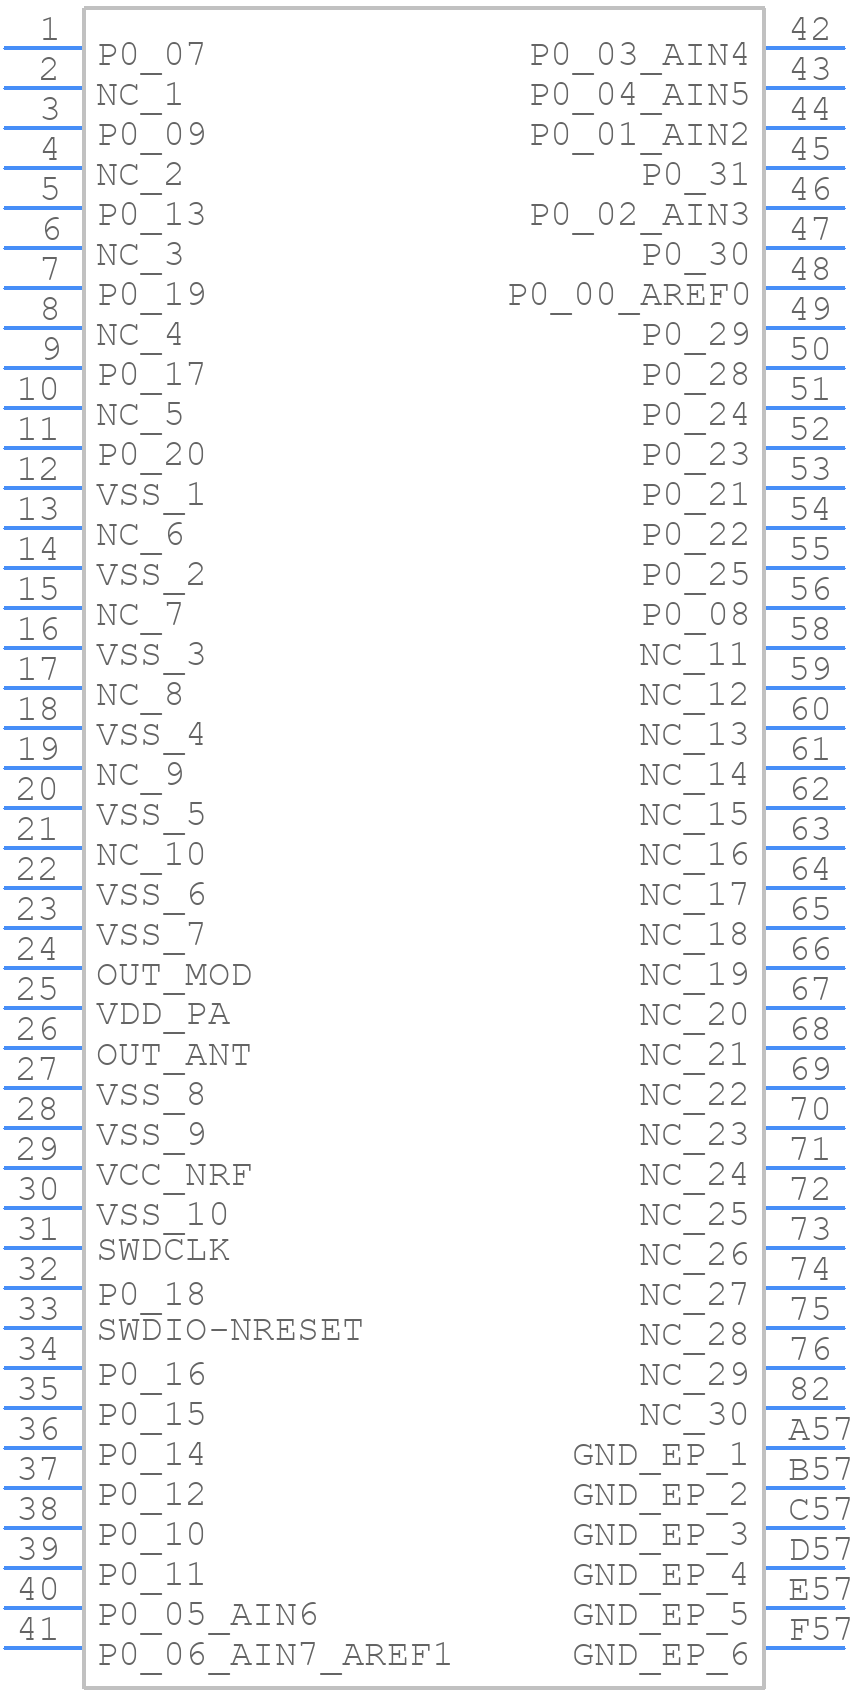 1 P0_07 P0_03_AIN4 42
2 NC_1 P0_04_AIN5 43
3 P0_09 P0_01_AIN2 44
4 NC_2 P0_31 45
5 P0_13 P0_02_AIN3 46
6 NC_3 P0_30 47
7 P0_19 P0_00_AREF0 48
8 NC_4 P0_29 49
9 P0_17 P0_28 50
10 NC_5 P0_24 51
11 P0_20 P0_23 52
12 VSS_1 P0_21 53
13 NC_6 P0_22 54
14 VSS_2 P0_25 55
15 NC_7 P0_08 56
16 VSS_3 NC_11 58
17 NC_8 NC_12 59
18 VSS_4 NC_13 60
19 NC_9 NC_14 61
20 VSS_5 NC_15 62
21 NC_10 NC_16 63
22 VSS_6 NC_17 64
23 VSS_7 NC_18 65
24 OUT_MOD NC_19 66
25 VDD_PA NC_20 67
26 OUT_ANT NC_21 68
27 VSS_8 NC_22 69
28 VSS_9 NC_23 70
29 VCC_NRF NC_24 71
30 VSS_10 NC_25 72
31 SWDCLK NC_26 73
32 P0_18 NC_27 74
33 SWDIO-NRESET NC_28 75
34 P0_16 NC_29 76
35 P0_15 NC_30 82
36 P0_14 GND_EP_1 A57
37 P0_12 GND_EP_2 B57
38 P0_10 GND_EP_3 C57
39 P0_11 GND_EP_4 D57
40 P0_05_AIN6 GND_EP_5 E57
41 P0_06_AIN7_AREF1 GND_EP_6 F57